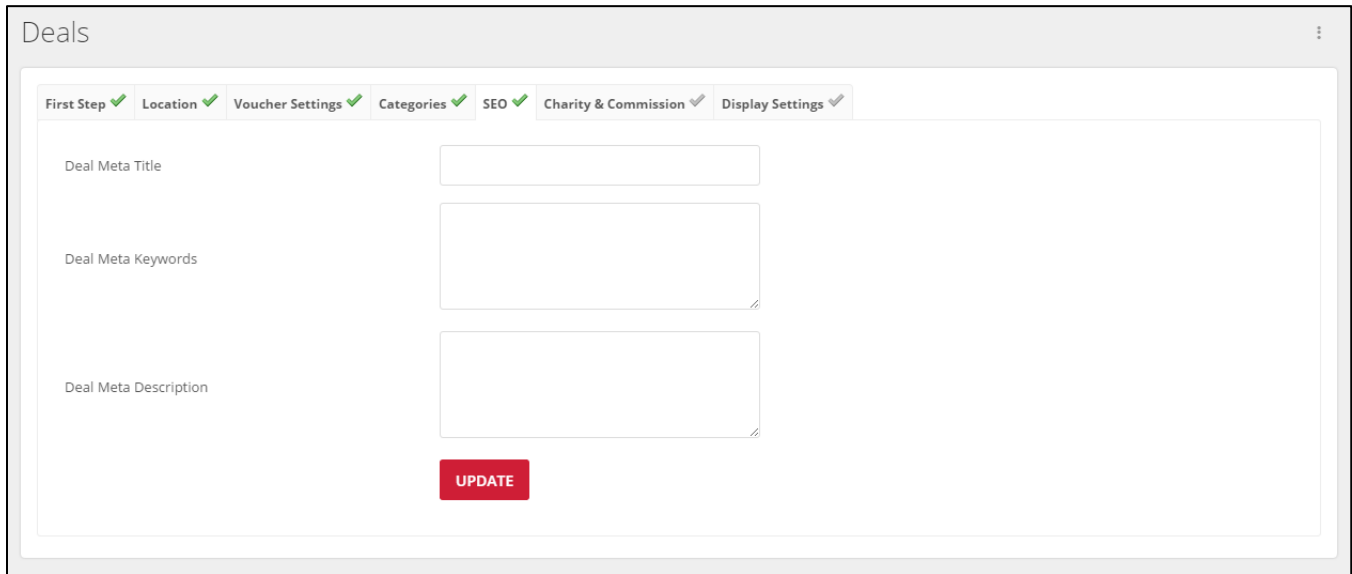 Deals
First Step Location Voucher Settings Categories SEO Charity & Commission Display Settings
Deal Meta Title
Deal Meta Keywords
Deal Meta Description
UPDATE